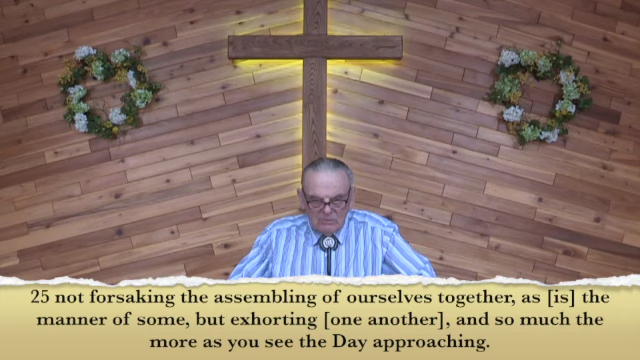 25 not forsaking the assembling of ourselves together, as [is] the
manner of some, but exhorting [one another], and so much the
more as you see the Day approaching.